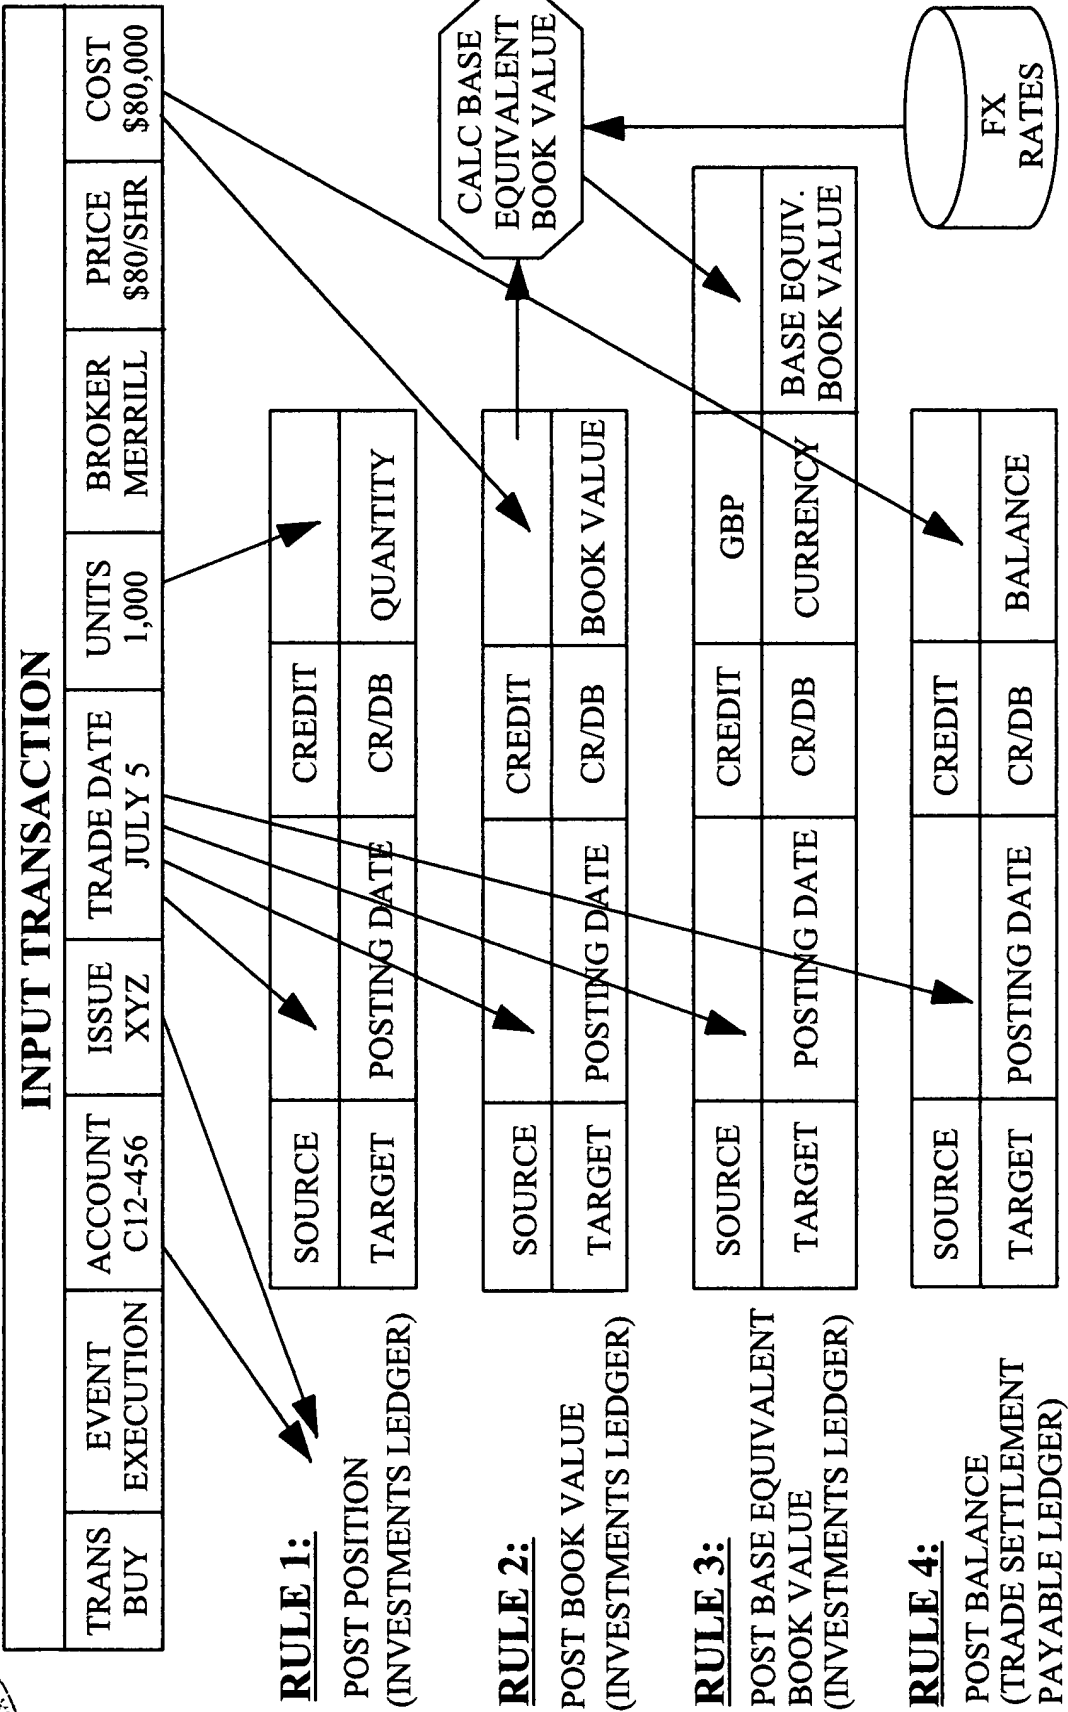 INPUT TRANSACTION
TRANS EVENT ACCOUNT ISSUE TRADE DATE UNITS BROKER PRICE COST
BUY EXECUTION C12-456 XYZ JULY 5 1,000 MERRILL $80/SHR $80,000
RULE 1:
POST POSITION
(INVESTMENTS LEDGER)
SOURCE CREDIT
TARGET POSTING DATE CR/DB QUANTITY
RULE 2:
POST BOOK VALUE
(INVESTMENTS LEDGER)
SOURCE CREDIT
TARGET POSTING DATE CR/DB BOOK VALUE
CALC BASE
EQUIVALENT
BOOK VALUE
RULE 3:
POST BASE EQUIVALENT
BOOK VALUE
(INVESTMENTS LEDGER)
SOURCE CREDIT GBP
TARGET POSTING DATE CR/DB CURRENCY BASE EQUIV.
BOOK VALUE
RULE 4:
POST BALANCE
(TRADE SETTLEMENT
PAYABLE LEDGER)
SOURCE CREDIT
TARGET POSTING DATE CR/DB BALANCE
FX
RATES